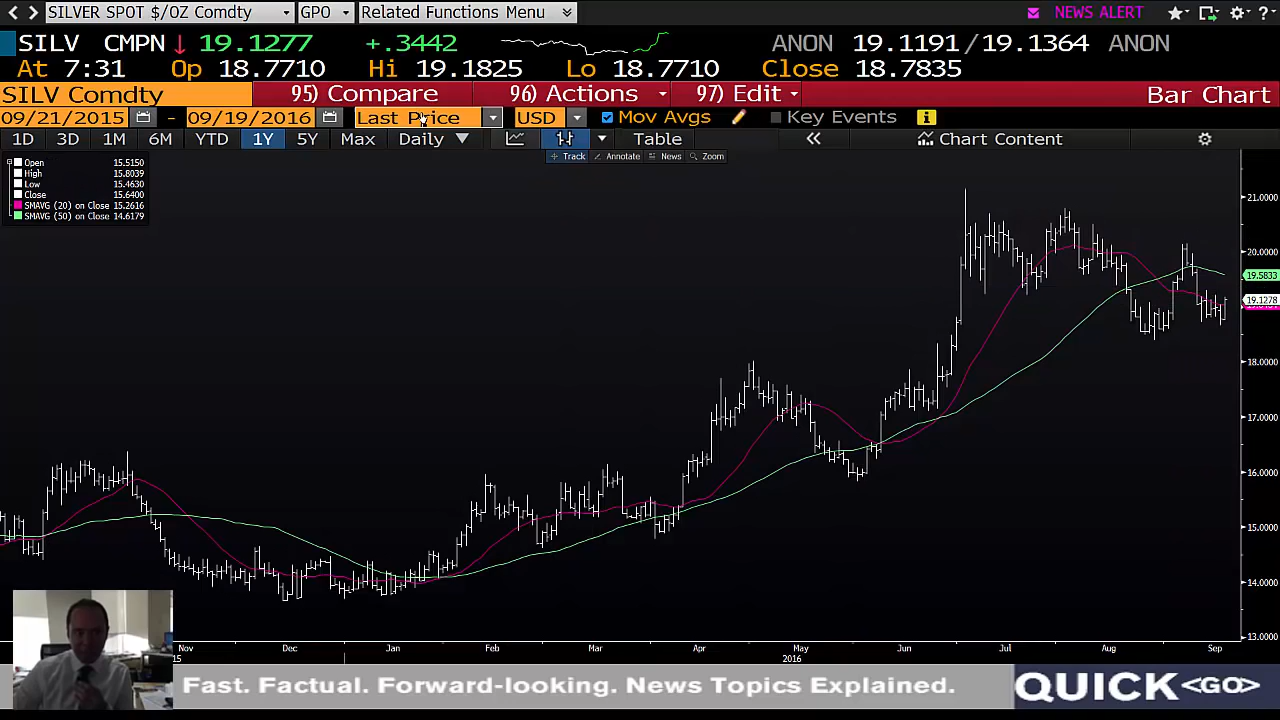 SILVER SPOT $/OZ Comdty GPO Related Functions Menu NEWS ALERT ?
SILV CMPN 19.1277 +.3442 ANON 19.1191/19.1364 ANON
At 7:31 Op 18.7710 Hi 19.1825 Lo 18.7710 Close 18.7835
SILV Comdty 95) Compare 96) Actions 97) Edit Bar Chart
09/21/2015 - 09/19/2016 Last Price USD Mov Avgs Key Events
1D 3D 1M 6M YTD 1Y 5Y Max Daily Table Chart Content
Track Annotate News Zoom
Open 15.5150
High 15.8039
Low 15.4630
Close 15.6400
SMAVG (20) on Close 15.2616
SMAVG (50) on Close 14.6179
21.0000
20.0000
19.5833
19.1278
18.0000
17.0000
16.0000
15.0000
14.0000
13.0000
Nov Dec Jan Feb Mar Apr May Jun Jul Aug Sep
15 2016
Fast. Factual. Forward-looking. News Topics Explained. QUICK <GO>